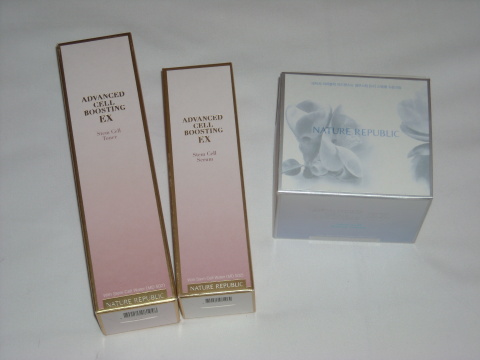 ADVANCED
CELL
BOOSTING
EX
Stem Cell
Toner
NATURE REPUBLIC
ADVANCED
CELL
BOOSTING
EX
Stem Cell
Serum
NATURE REPUBLIC
NATURE REPUBLIC